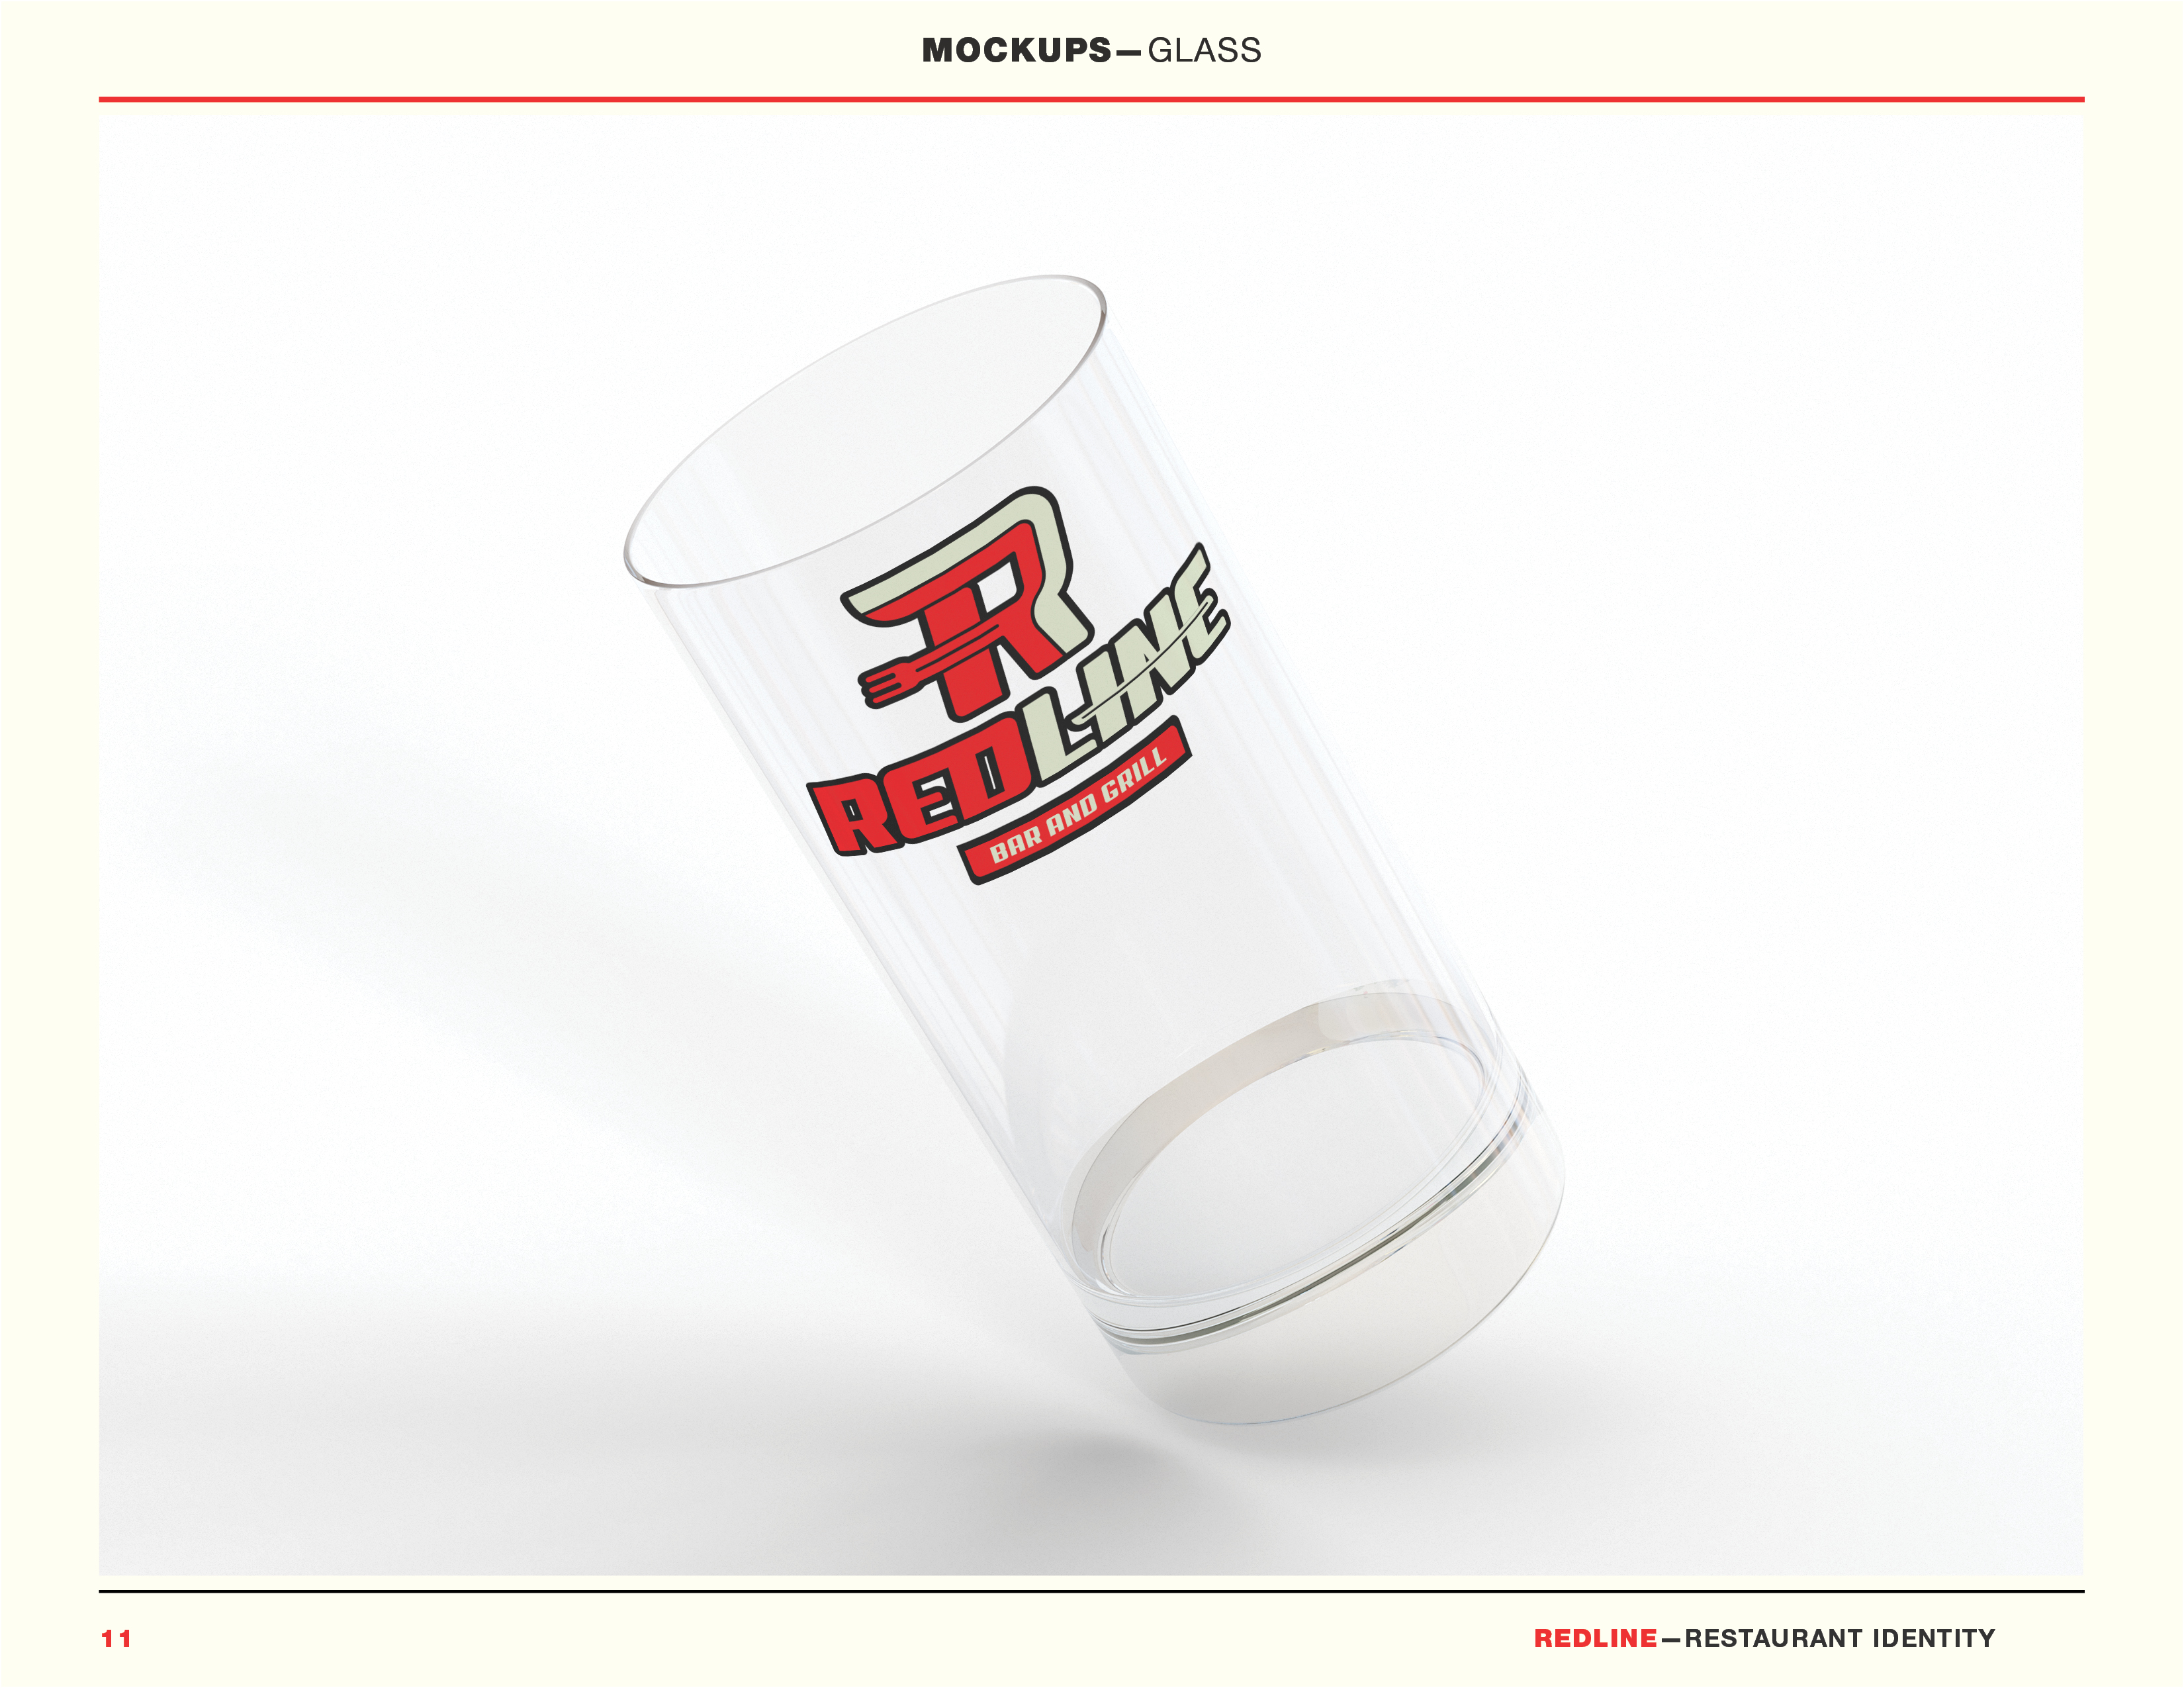 MOCKUPS—GLASS
R
REDLINE
BAR AND GRILL
11
REDLINE—RESTAURANT IDENTITY